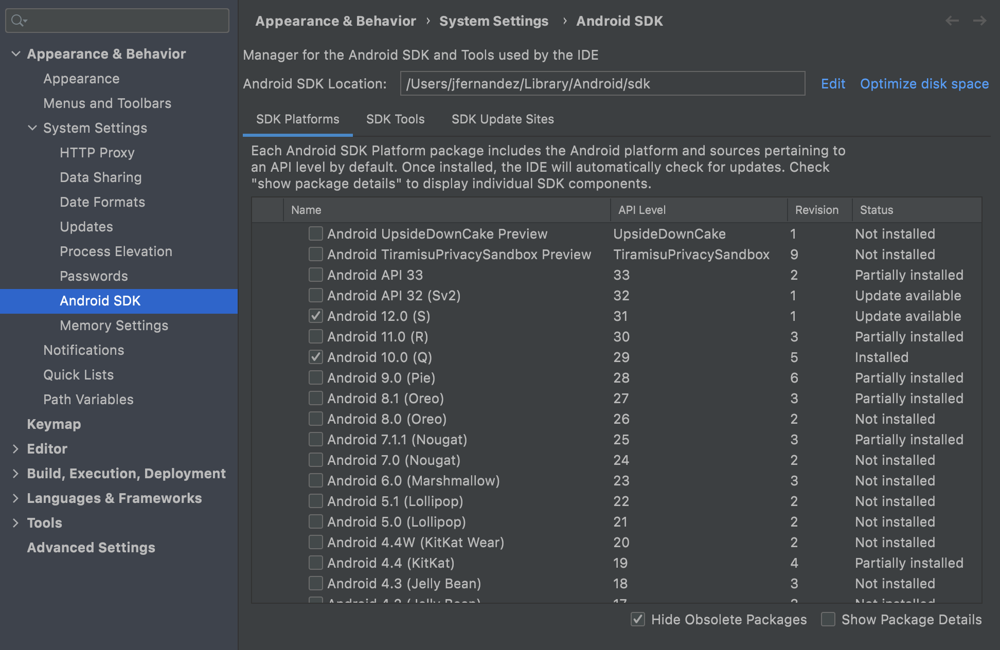 Appearance & Behavior
Appearance
Menus and Toolbars
System Settings
HTTP Proxy
Data Sharing
Date Formats
Updates
Process Elevation
Passwords
Android SDK
Memory Settings
Notifications
Quick Lists
Path Variables
Keymap
Editor
Build, Execution, Deployment
Languages & Frameworks
Tools
Advanced Settings
Appearance & Behavior › System Settings › Android SDK
Manager for the Android SDK and Tools used by the IDE
Android SDK Location: /Users/jfernandez/Library/Android/sdk Edit Optimize disk space
SDK Platforms SDK Tools SDK Update Sites
Each Android SDK Platform package includes the Android platform and sources pertaining to
an API level by default. Once installed, the IDE will automatically check for updates. Check
"show package details" to display individual SDK components.
Name API Level Revision Status
Android UpsideDownCake Preview UpsideDownCake 1 Not installed
Android TiramisuPrivacySandbox Preview TiramisuPrivacySandbox 9 Not installed
Android API 33 33 2 Partially installed
Android API 32 (Sv2) 32 1 Update available
Android 12.0 (S) 31 1 Update available
Android 11.0 (R) 30 3 Partially installed
Android 10.0 (Q) 29 5 Installed
Android 9.0 (Pie) 28 6 Partially installed
Android 8.1 (Oreo) 27 3 Partially installed
Android 8.0 (Oreo) 26 2 Not installed
Android 7.1.1 (Nougat) 25 3 Partially installed
Android 7.0 (Nougat) 24 2 Not installed
Android 6.0 (Marshmallow) 23 3 Not installed
Android 5.1 (Lollipop) 22 2 Not installed
Android 5.0 (Lollipop) 21 2 Not installed
Android 4.4W (KitKat Wear) 20 2 Not installed
Android 4.4 (KitKat) 19 4 Partially installed
Android 4.3 (Jelly Bean) 18 3 Not installed
Android 4.2 (Jelly Bean) 17 Not installed
Hide Obsolete Packages Show Package Details